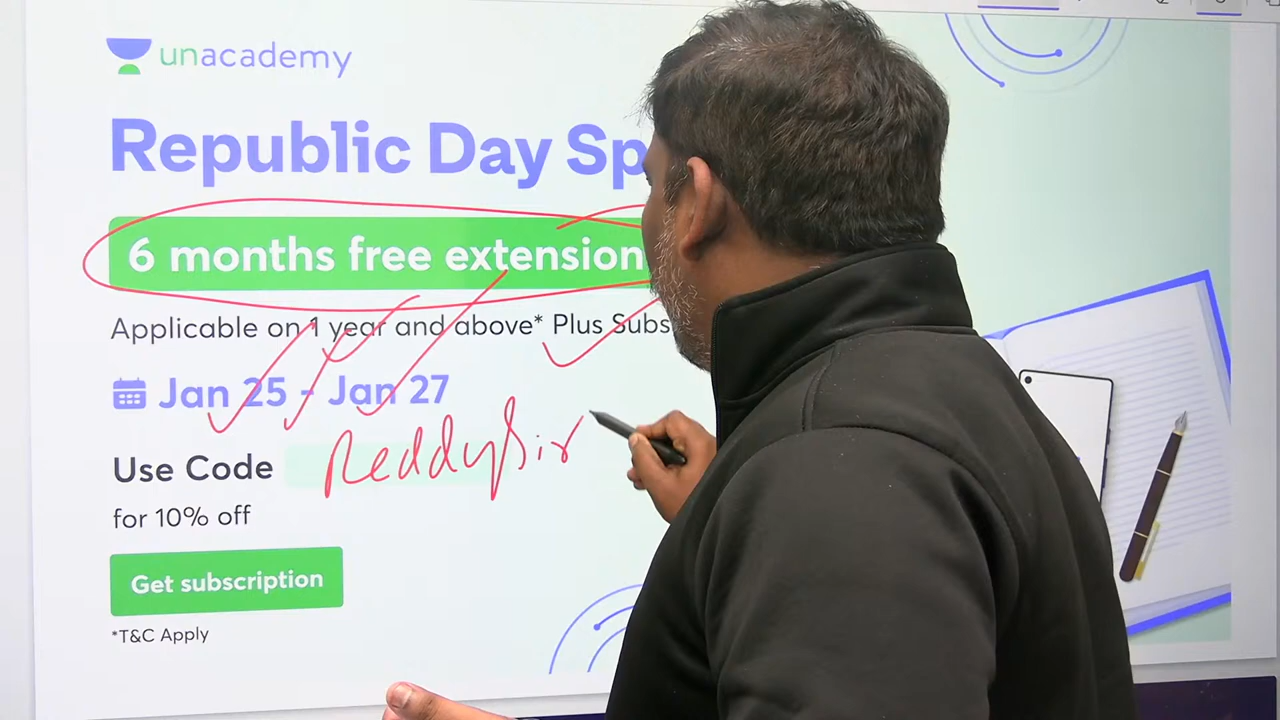 unacademy
Republic Day Sp
6 months free extension
Applicable on 1 year and above* Plus Subs
Jan 25 - Jan 27
Use Code ReddySir
for 10% off
Get subscription
*T&C Apply